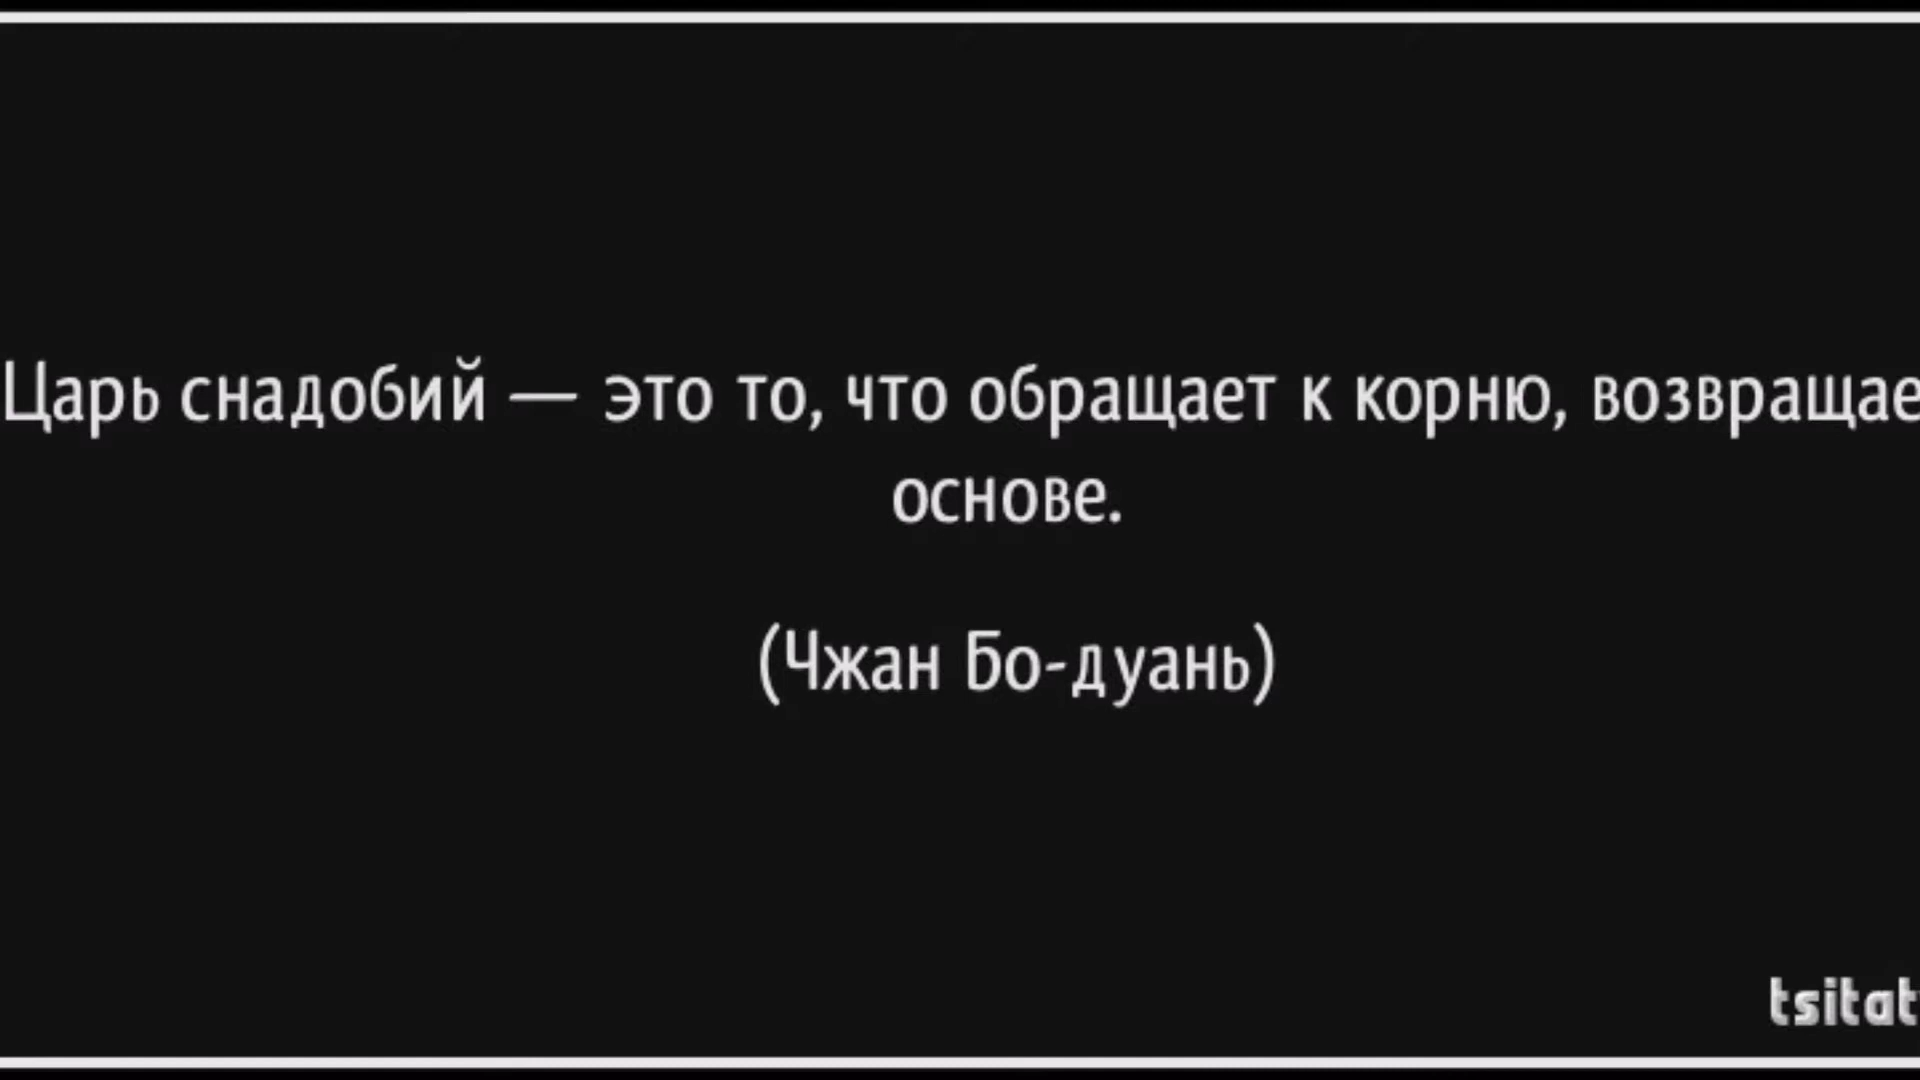 Царь снадобий — это то, что обращает к корню, возвращае
основе.
(Чжан Бо-дуань)
tsitat